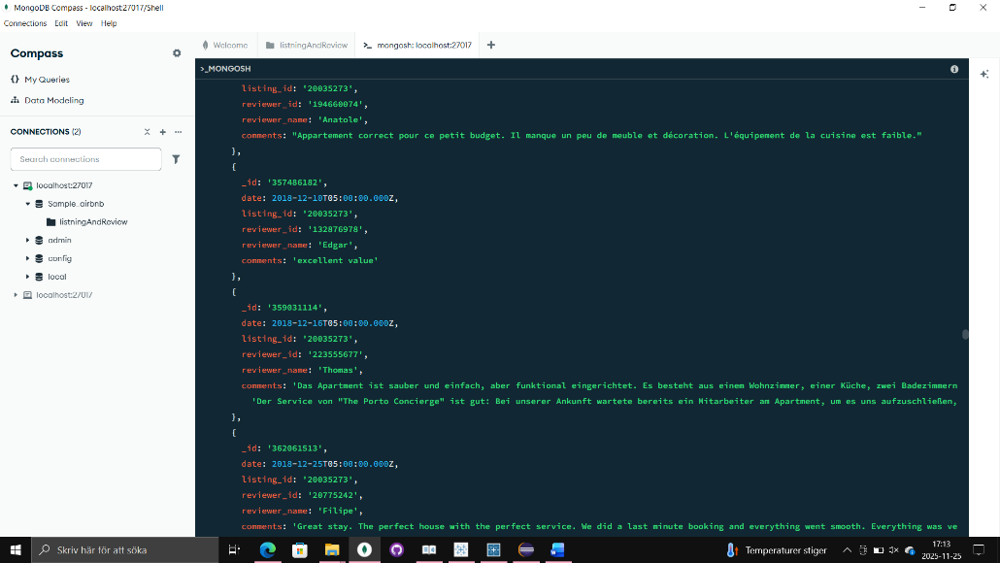 MongoDB Compass - localhost:27017/Shell
Connections Edit View Help
Compass
My Queries
Data Modeling
CONNECTIONS (2)
Search connections
localhost:27017
Sample_airbnb
listningAndReview
admin
config
local
localhost:27017
Welcome
listningAndReview
mongosh: localhost:27017
>_MONGOSH
listing_id: '20035273',
reviewer_id: '194660074',
reviewer_name: 'Anatole',
comments: "Appartement correct pour ce petit budget. Il manque un peu de meuble et décoration. L'équipement de la cuisine est faible."
},
{
_id: '357486182',
date: 2018-12-10T05:00:00.000Z,
listing_id: '20035273',
reviewer_id: '132876978',
reviewer_name: 'Edgar',
comments: 'excellent value'
},
{
_id: '359031114',
date: 2018-12-16T05:00:00.000Z,
listing_id: '20035273',
reviewer_id: '223555677',
reviewer_name: 'Thomas',
comments: 'Das Apartment ist sauber und einfach, aber funktional eingerichtet. Es besteht aus einem Wohnzimmer, einer Küche, zwei Badezimmern
'Der Service von "The Porto Concierge" ist gut: Bei unserer Ankunft wartete bereits ein Mitarbeiter am Apartment, um es uns aufzuschließen,
},
{
_id: '362061513',
date: 2018-12-25T05:00:00.000Z,
listing_id: '20035273',
reviewer_id: '20775242',
reviewer_name: 'Filipe',
comments: 'Great stay. The perfect house with the perfect service. We did a last minute booking and everything went smooth. Everything was ve
Skriv här för att söka
Temperaturer stiger
17:13
2025-11-25